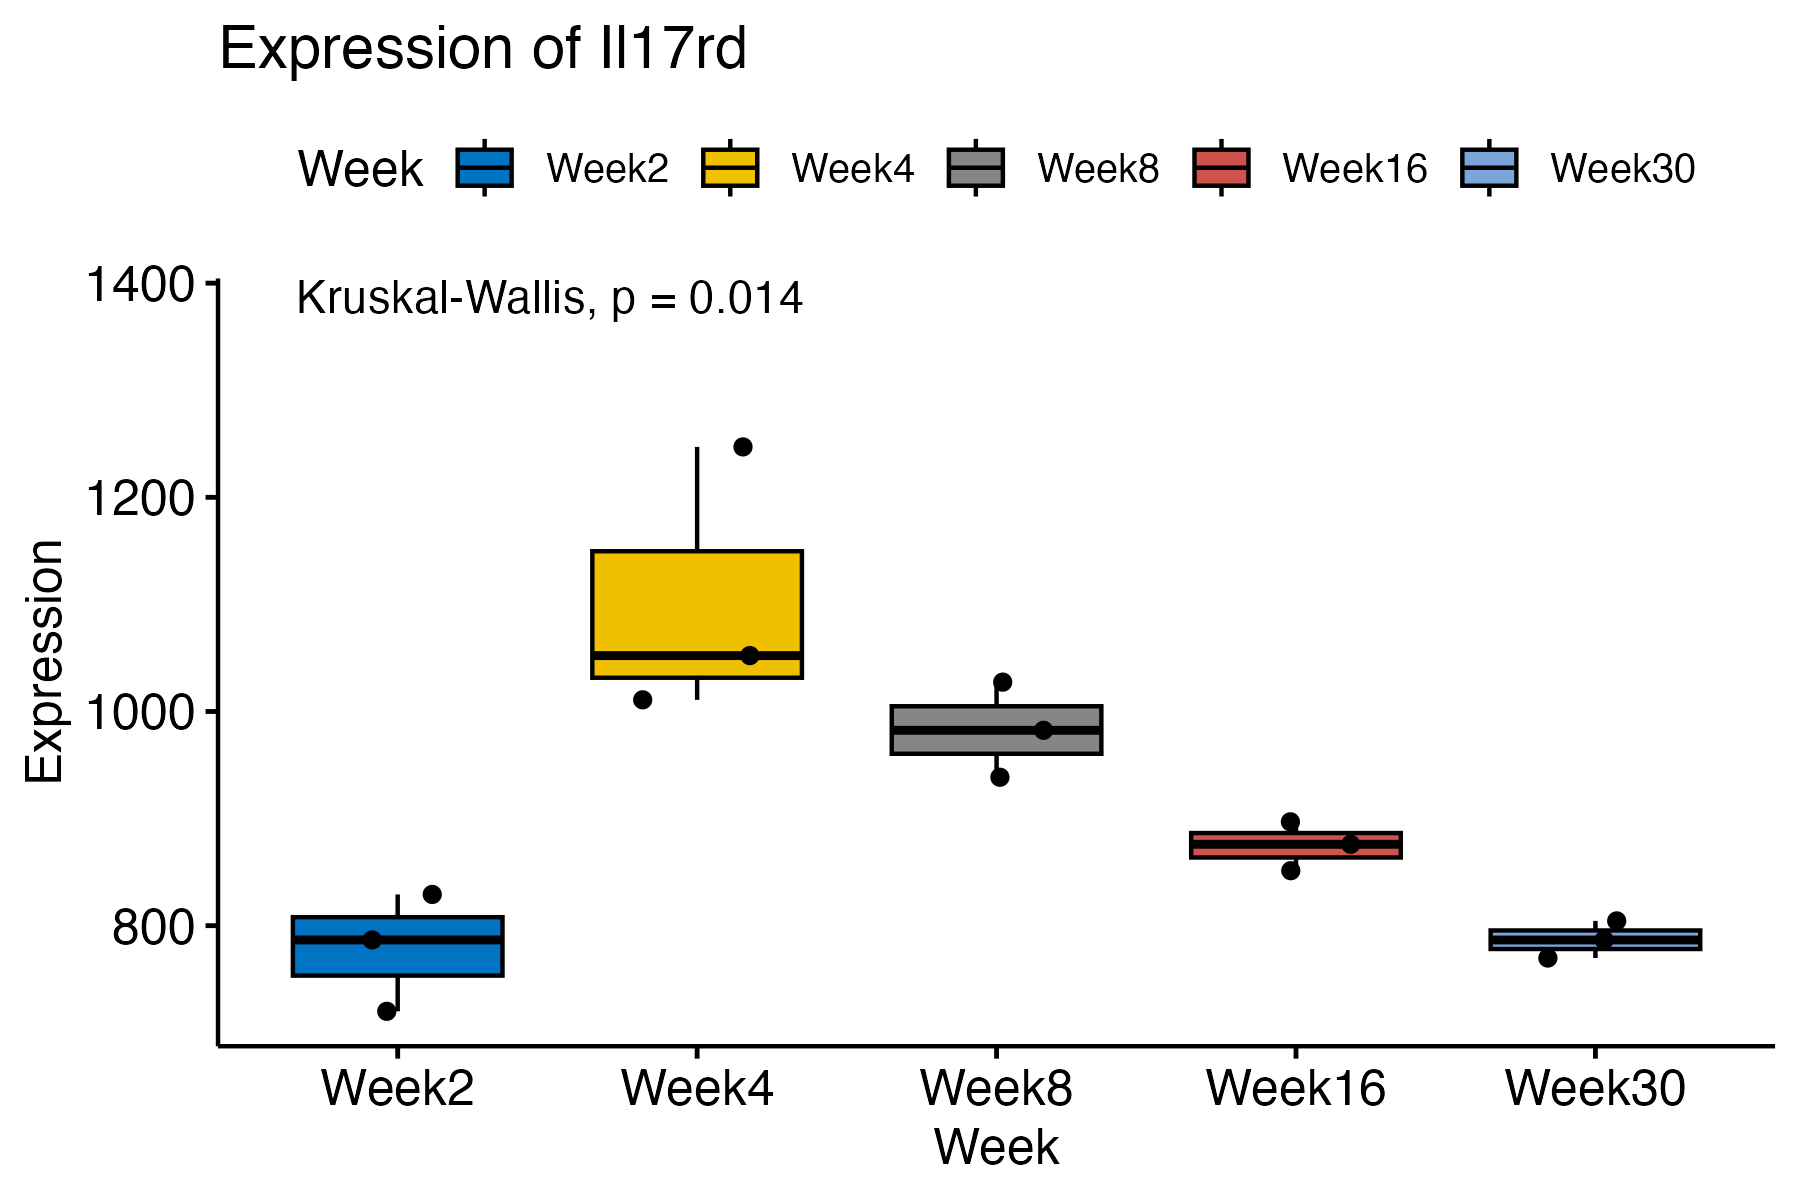 Expression of Il17rd
Week Week2 Week4 Week8 Week16 Week30
Kruskal-Wallis, p = 0.014
1400
1200
1000
800
Expression
Week2 Week4 Week8 Week16 Week30
Week